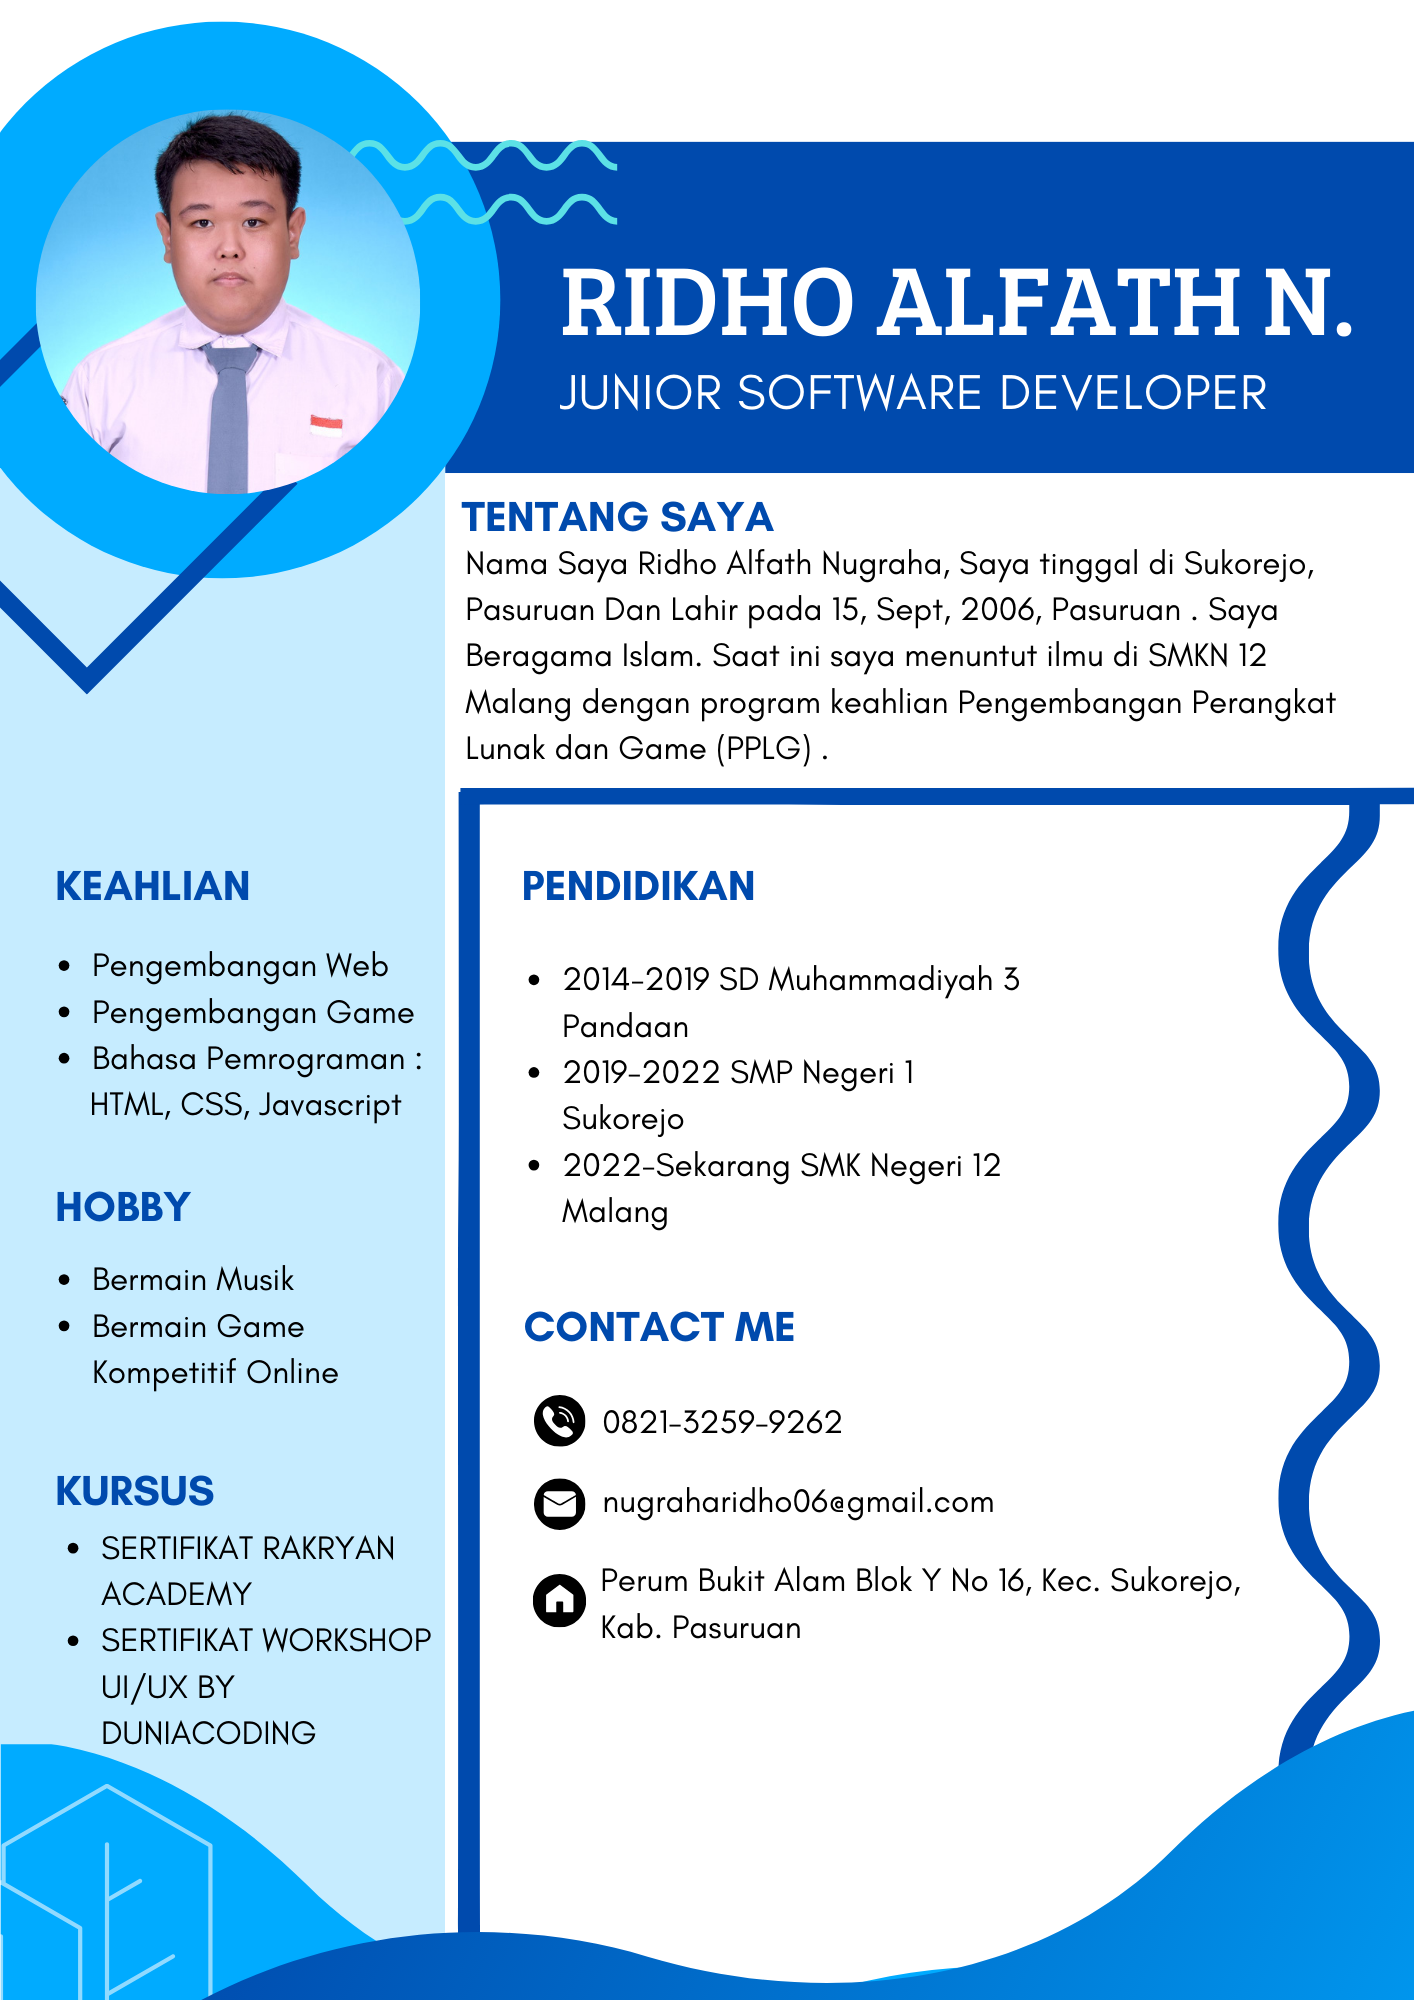 RIDHO ALFATH N.
JUNIOR SOFTWARE DEVELOPER
TENTANG SAYA
Nama Saya Ridho Alfath Nugraha, Saya tinggal di Sukorejo,
Pasuruan Dan Lahir pada 15, Sept, 2006, Pasuruan . Saya
Beragama Islam. Saat ini saya menuntut ilmu di SMKN 12
Malang dengan program keahlian Pengembangan Perangkat
Lunak dan Game (PPLG) .
KEAHLIAN
• Pengembangan Web
• Pengembangan Game
• Bahasa Pemrograman :
HTML, CSS, Javascript
HOBBY
• Bermain Musik
• Bermain Game
Kompetitif Online
KURSUS
• SERTIFIKAT RAKRYAN
ACADEMY
• SERTIFIKAT WORKSHOP
UI/UX BY
DUNIACODING
PENDIDIKAN
• 2014-2019 SD Muhammadiyah 3
Pandaan
• 2019-2022 SMP Negeri 1
Sukorejo
• 2022-Sekarang SMK Negeri 12
Malang
CONTACT ME
0821-3259-9262
nugraharidho06@gmail.com
Perum Bukit Alam Blok Y No 16, Kec. Sukorejo,
Kab. Pasuruan